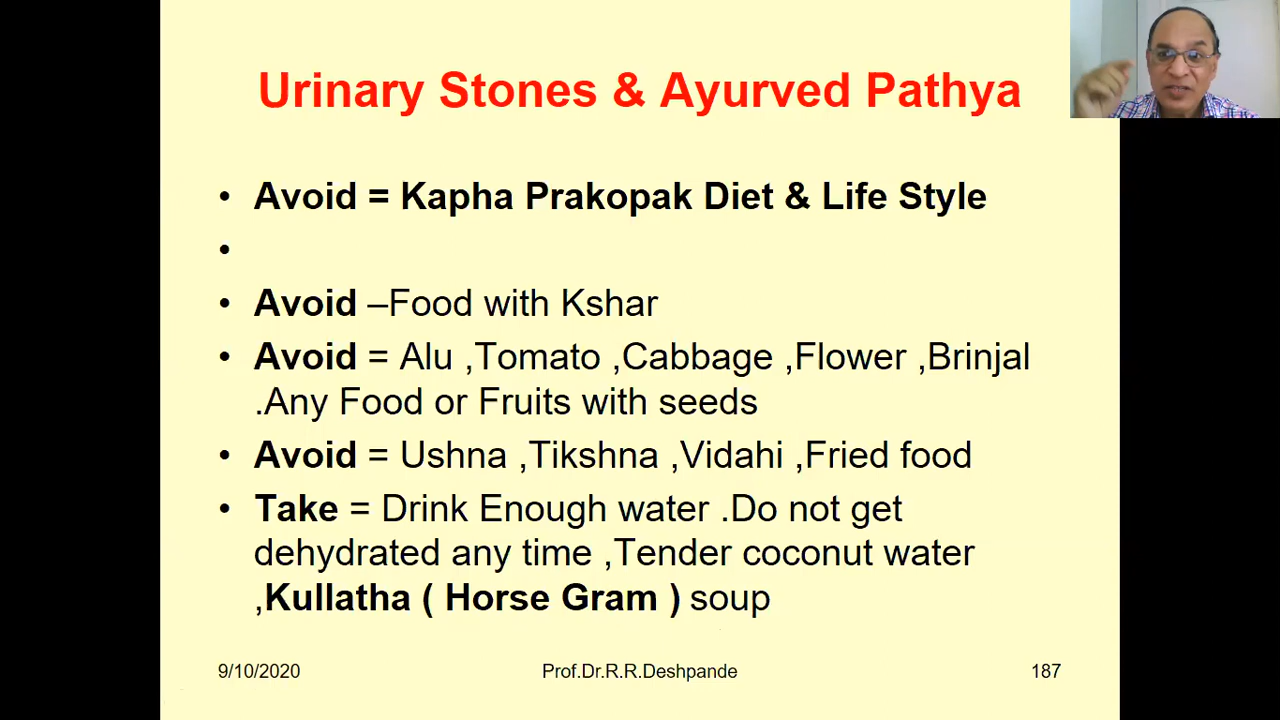 Urinary Stones & Ayurved Pathya
• Avoid = Kapha Prakopak Diet & Life Style
•
• Avoid –Food with Kshar
• Avoid = Alu ,Tomato ,Cabbage ,Flower ,Brinjal
.Any Food or Fruits with seeds
• Avoid = Ushna ,Tikshna ,Vidahi ,Fried food
• Take = Drink Enough water .Do not get
dehydrated any time ,Tender coconut water
,Kullatha ( Horse Gram ) soup
9/10/2020 Prof.Dr.R.R.Deshpande 187